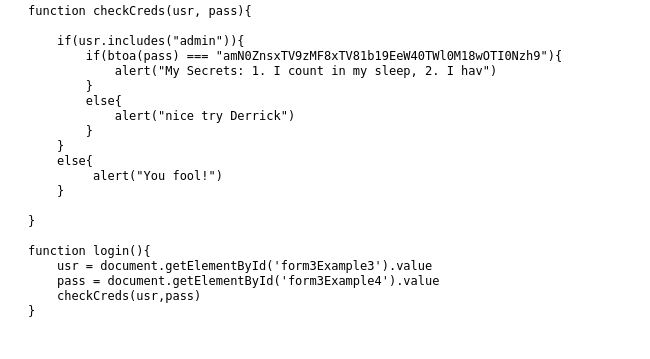 function checkCreds(usr, pass){
if(usr.includes("admin")){
if(btoa(pass) === "amN0ZnsxTV9zMF8xTV81b19EeW40TWl0M18wOTI0Nzh9"){
alert("My Secrets: 1. I count in my sleep, 2. I hav")
}
else{
alert("nice try Derrick")
}
}
else{
alert("You fool!")
}
}
function login(){
usr = document.getElementById('form3Example3').value
pass = document.getElementById('form3Example4').value
checkCreds(usr,pass)
}